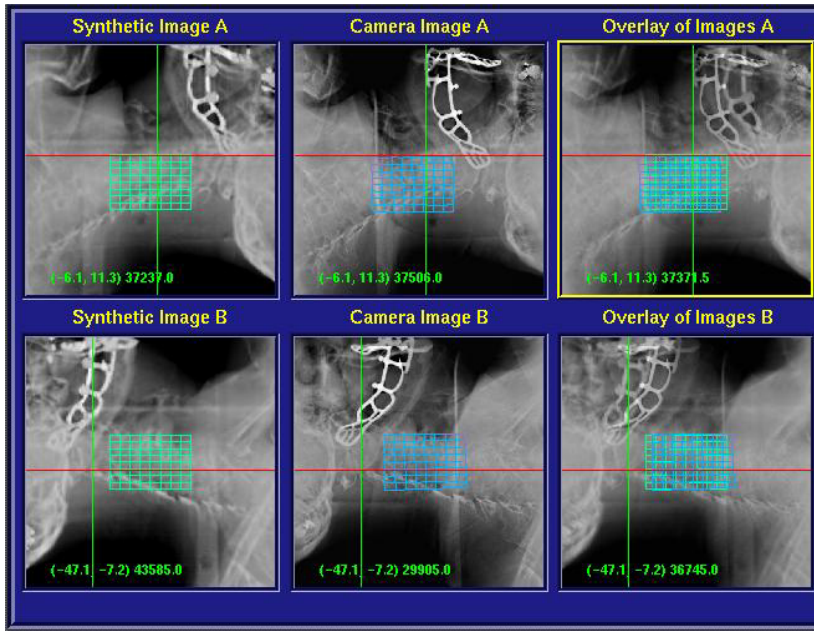 Synthetic Image A
Camera Image A
Overlay of Images A
(-6.1, 11.3) 37237.0
(-6.1, 11.3) 37506.0
(-6.1, 11.3) 37371.5
Synthetic Image B
Camera Image B
Overlay of Images B
(-47.1, -7.2) 43585.0
(-47.1, -7.2) 29905.0
(-47.1, -7.2) 36745.0